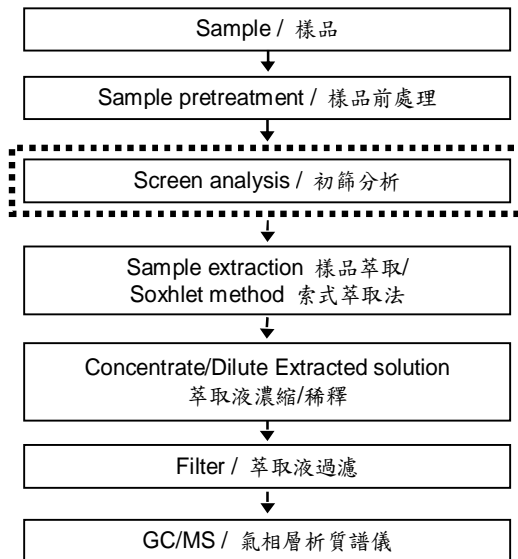 Sample / 樣品
Sample pretreatment / 樣品前處理
Screen analysis / 初篩分析
Sample extraction 樣品萃取/
Soxhlet method 索式萃取法
Concentrate/Dilute Extracted solution
萃取液濃縮/稀釋
Filter / 萃取液過濾
GC/MS / 氣相層析質譜儀